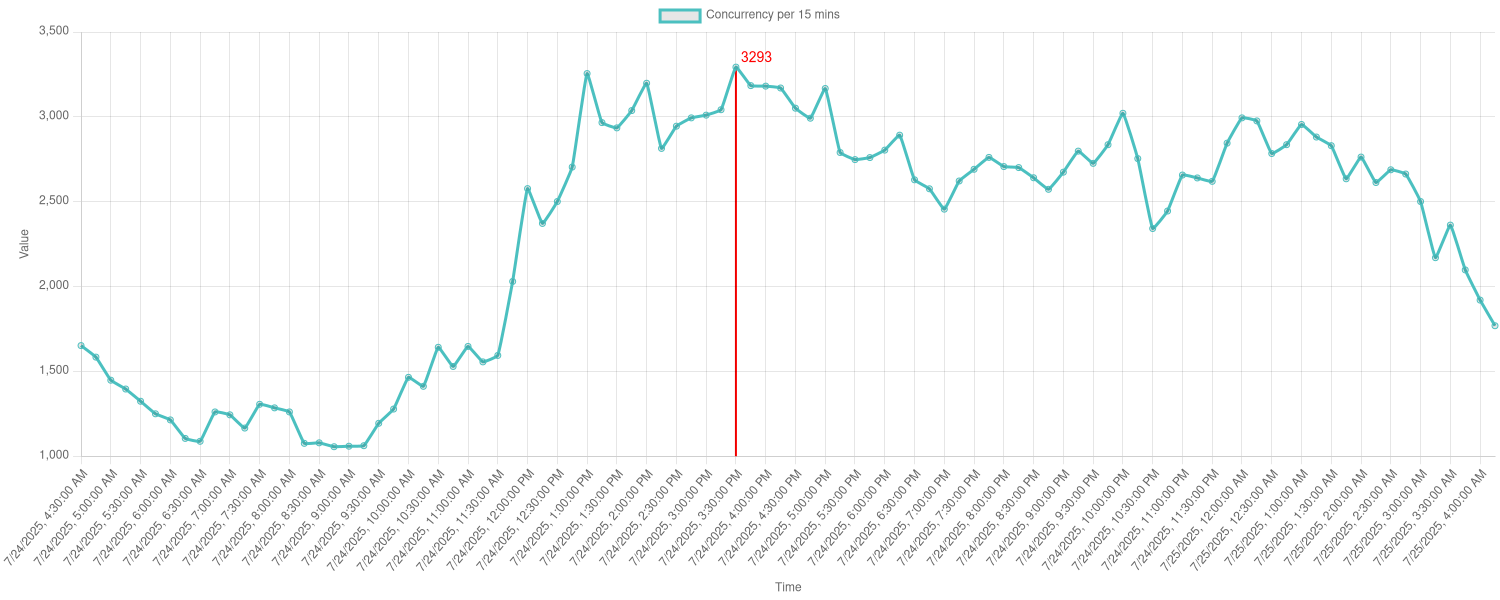 Concurrency per 15 mins
3,500
3,000
2,500
2,000
1,500
1,000
Value
3293
7/24/2025, 4:30:00 AM
7/24/2025, 5:00:00 AM
7/24/2025, 5:30:00 AM
7/24/2025, 6:00:00 AM
7/24/2025, 6:30:00 AM
7/24/2025, 7:00:00 AM
7/24/2025, 7:30:00 AM
7/24/2025, 8:00:00 AM
7/24/2025, 8:30:00 AM
7/24/2025, 9:00:00 AM
7/24/2025, 9:30:00 AM
7/24/2025, 10:00:00 AM
7/24/2025, 10:30:00 AM
7/24/2025, 11:00:00 AM
7/24/2025, 11:30:00 AM
7/24/2025, 12:00:00 PM
7/24/2025, 12:30:00 PM
7/24/2025, 1:00:00 PM
7/24/2025, 1:30:00 PM
7/24/2025, 2:00:00 PM
7/24/2025, 2:30:00 PM
7/24/2025, 3:00:00 PM
7/24/2025, 3:30:00 PM
7/24/2025, 4:00:00 PM
7/24/2025, 4:30:00 PM
7/24/2025, 5:00:00 PM
7/24/2025, 5:30:00 PM
7/24/2025, 6:00:00 PM
7/24/2025, 6:30:00 PM
7/24/2025, 7:00:00 PM
7/24/2025, 7:30:00 PM
7/24/2025, 8:00:00 PM
7/24/2025, 8:30:00 PM
7/24/2025, 9:00:00 PM
7/24/2025, 9:30:00 PM
7/24/2025, 10:00:00 PM
7/24/2025, 10:30:00 PM
7/24/2025, 11:00:00 PM
7/24/2025, 11:30:00 PM
7/25/2025, 12:00:00 AM
7/25/2025, 12:30:00 AM
7/25/2025, 1:00:00 AM
7/25/2025, 1:30:00 AM
7/25/2025, 2:00:00 AM
7/25/2025, 2:30:00 AM
7/25/2025, 3:00:00 AM
7/25/2025, 3:30:00 AM
7/25/2025, 4:00:00 AM
Time